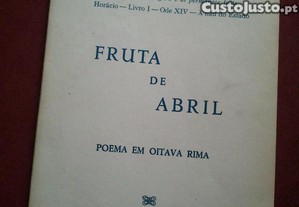 CustoJusto.pt
Horácio — Livro I — Ode XIV — A nau do Estado
FRUTA
DE
ABRIL
POEMA EM OITAVA RIMA